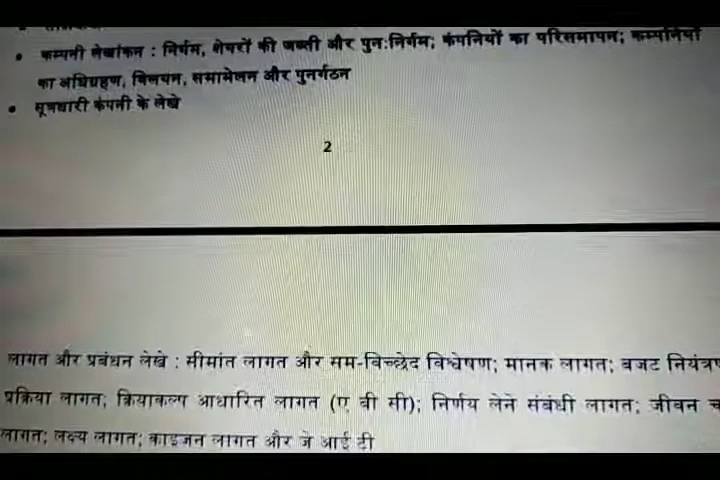 • कम्पनी लेखांकन : निर्गम, शेयरों की जब्ती और पुन:निर्गम; कंपनियों का परिसमापन; कम्पनियों
का अधिग्रहण, विलयन, समामेलन और पुनर्गठन
• सूत्रधारी कंपनी के लेखे
2
लागत और प्रबंधन लेखे : सीमांत लागत और सम-विच्छेद विश्लेषण; मानक लागत; बजट
प्रक्रिया लागत; क्रियाकल्प आधारित लागत (ए बी सी); निर्णय लेने संबंधी लागत; जीवन
लागत; लक्ष्य लागत; काइजन लागत और जे आई टी